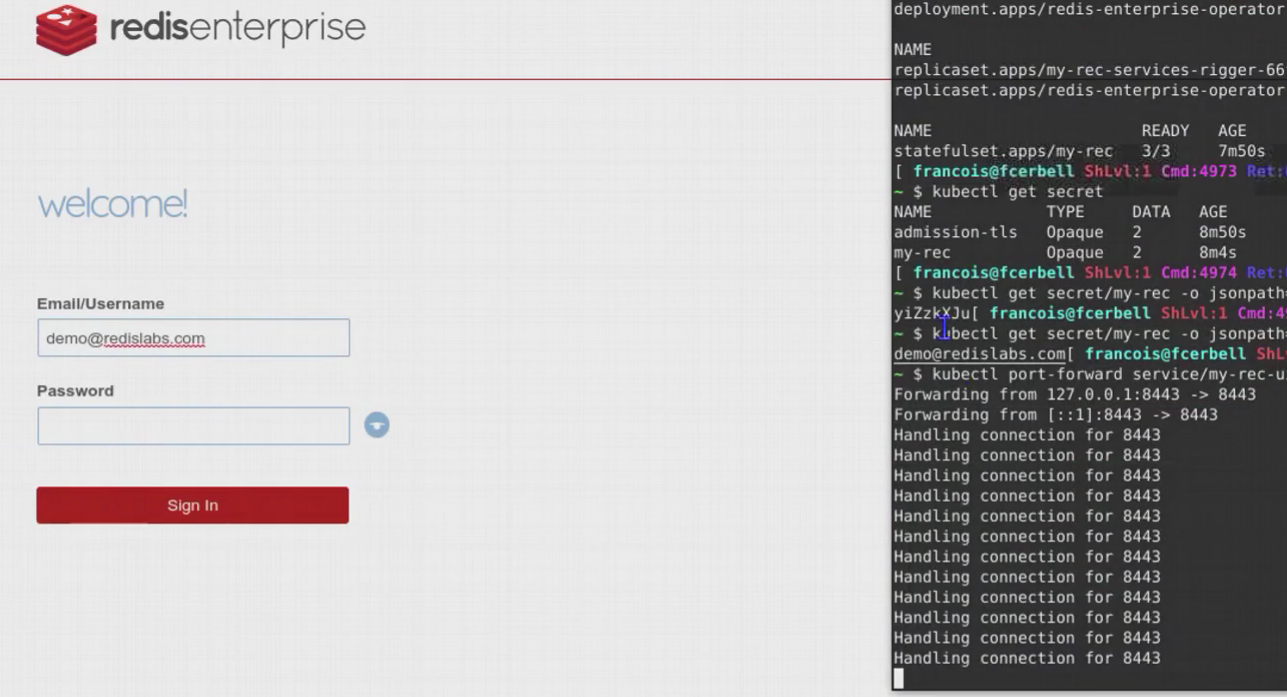 redisenterprise
welcome!
Email/Username
demo@redislabs.com
Password
Sign In
deployment.apps/redis-enterprise-operator
NAME
replicaset.apps/my-rec-services-rigger-66
replicaset.apps/redis-enterprise-operator
NAME READY AGE
statefulset.apps/my-rec 3/3 7m50s
[ francois@fcerbell ShLvl:1 Cmd:4973 Ret:
~ $ kubectl get secret
NAME TYPE DATA AGE
admission-tls Opaque 2 8m50s
my-rec Opaque 2 8m4s
[ francois@fcerbell ShLvl:1 Cmd:4974 Ret:
~ $ kubectl get secret/my-rec -o jsonpath=
yiZzkXJu[ francois@fcerbell ShLvl:1 Cmd:49
~ $ kubectl get secret/my-rec -o jsonpath=
demo@redislabs.com[ francois@fcerbell ShL
~ $ kubectl port-forward service/my-rec-u
Forwarding from 127.0.0.1:8443 -> 8443
Forwarding from [::1]:8443 -> 8443
Handling connection for 8443
Handling connection for 8443
Handling connection for 8443
Handling connection for 8443
Handling connection for 8443
Handling connection for 8443
Handling connection for 8443
Handling connection for 8443
Handling connection for 8443
Handling connection for 8443
Handling connection for 8443
Handling connection for 8443